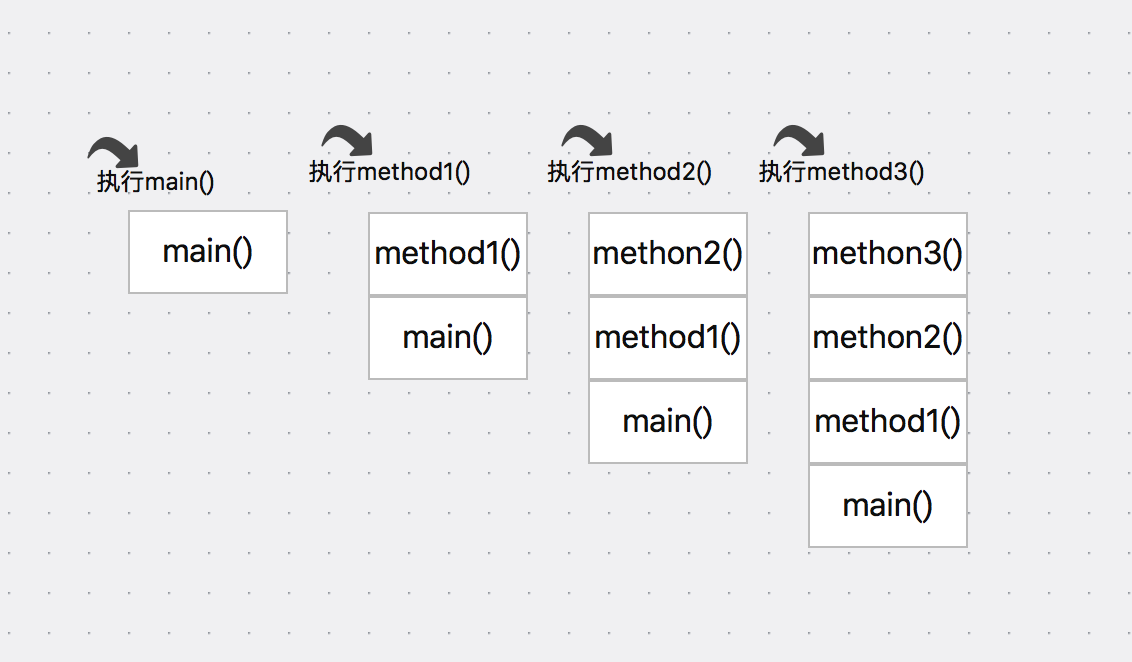 执行main()
main()
执行method1()
method1()
main()
执行method2()
methon2()
method1()
main()
执行method3()
methon3()
methon2()
method1()
main()